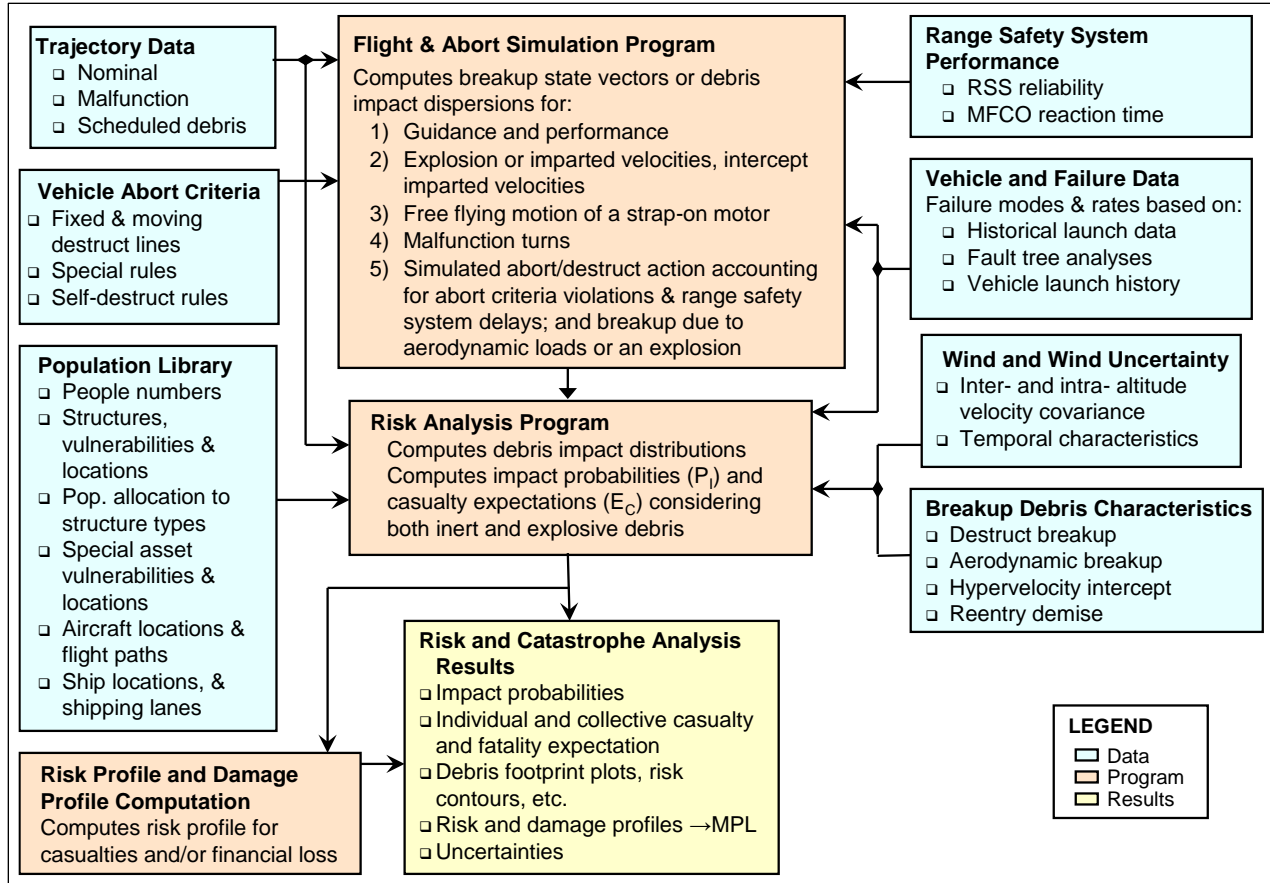 Trajectory Data
❑ Nominal
❑ Malfunction
❑ Scheduled debris
Vehicle Abort Criteria
❑ Fixed & moving
destruct lines
❑ Special rules
❑ Self-destruct rules
Population Library
❑ People numbers
❑ Structures,
vulnerabilities &
locations
❑ Pop. allocation to
structure types
❑ Special asset
vulnerabilities &
locations
❑ Aircraft locations &
flight paths
❑ Ship locations, &
shipping lanes
Flight & Abort Simulation Program
Computes breakup state vectors or debris
impact dispersions for:
1) Guidance and performance
2) Explosion or imparted velocities, intercept
imparted velocities
3) Free flying motion of a strap-on motor
4) Malfunction turns
5) Simulated abort/destruct action accounting
for abort criteria violations & range safety
system delays; and breakup due to
aerodynamic loads or an explosion
Risk Analysis Program
Computes debris impact distributions
Computes impact probabilities (P_I) and
casualty expectations (E_C) considering
both inert and explosive debris
Range Safety System
Performance
❑ RSS reliability
❑ MFCO reaction time
Vehicle and Failure Data
Failure modes & rates based on:
❑ Historical launch data
❑ Fault tree analyses
❑ Vehicle launch history
Wind and Wind Uncertainty
❑ Inter- and intra- altitude
velocity covariance
❑ Temporal characteristics
Breakup Debris Characteristics
❑ Destruct breakup
❑ Aerodynamic breakup
❑ Hypervelocity intercept
❑ Reentry demise
Risk Profile and Damage
Profile Computation
Computes risk profile for
casualties and/or financial loss
Risk and Catastrophe Analysis
Results
❑ Impact probabilities
❑ Individual and collective casualty
and fatality expectation
❑ Debris footprint plots, risk
contours, etc.
❑ Risk and damage profiles →MPL
❑ Uncertainties
LEGEND
Data
Program
Results